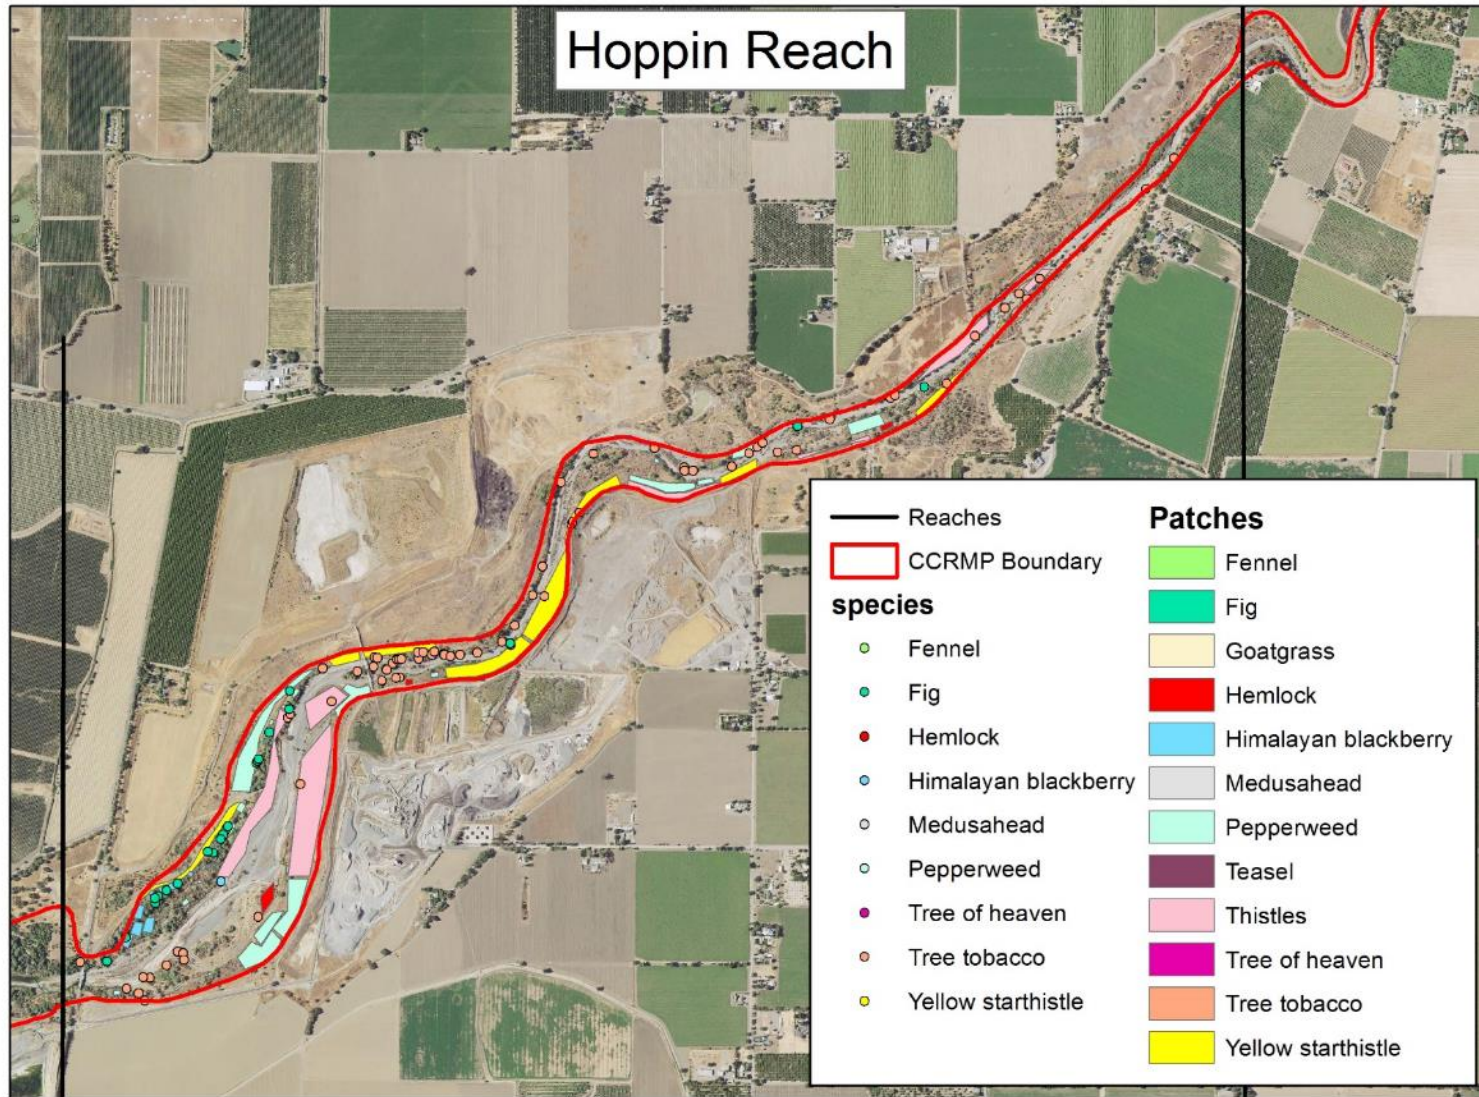 Hoppin Reach
Reaches
CCRMP Boundary
species
Fennel
Fig
Hemlock
Himalayan blackberry
Medusahead
Pepperweed
Tree of heaven
Tree tobacco
Yellow starthistle
Patches
Fennel
Fig
Goatgrass
Hemlock
Himalayan blackberry
Medusahead
Pepperweed
Teasel
Thistles
Tree of heaven
Tree tobacco
Yellow starthistle